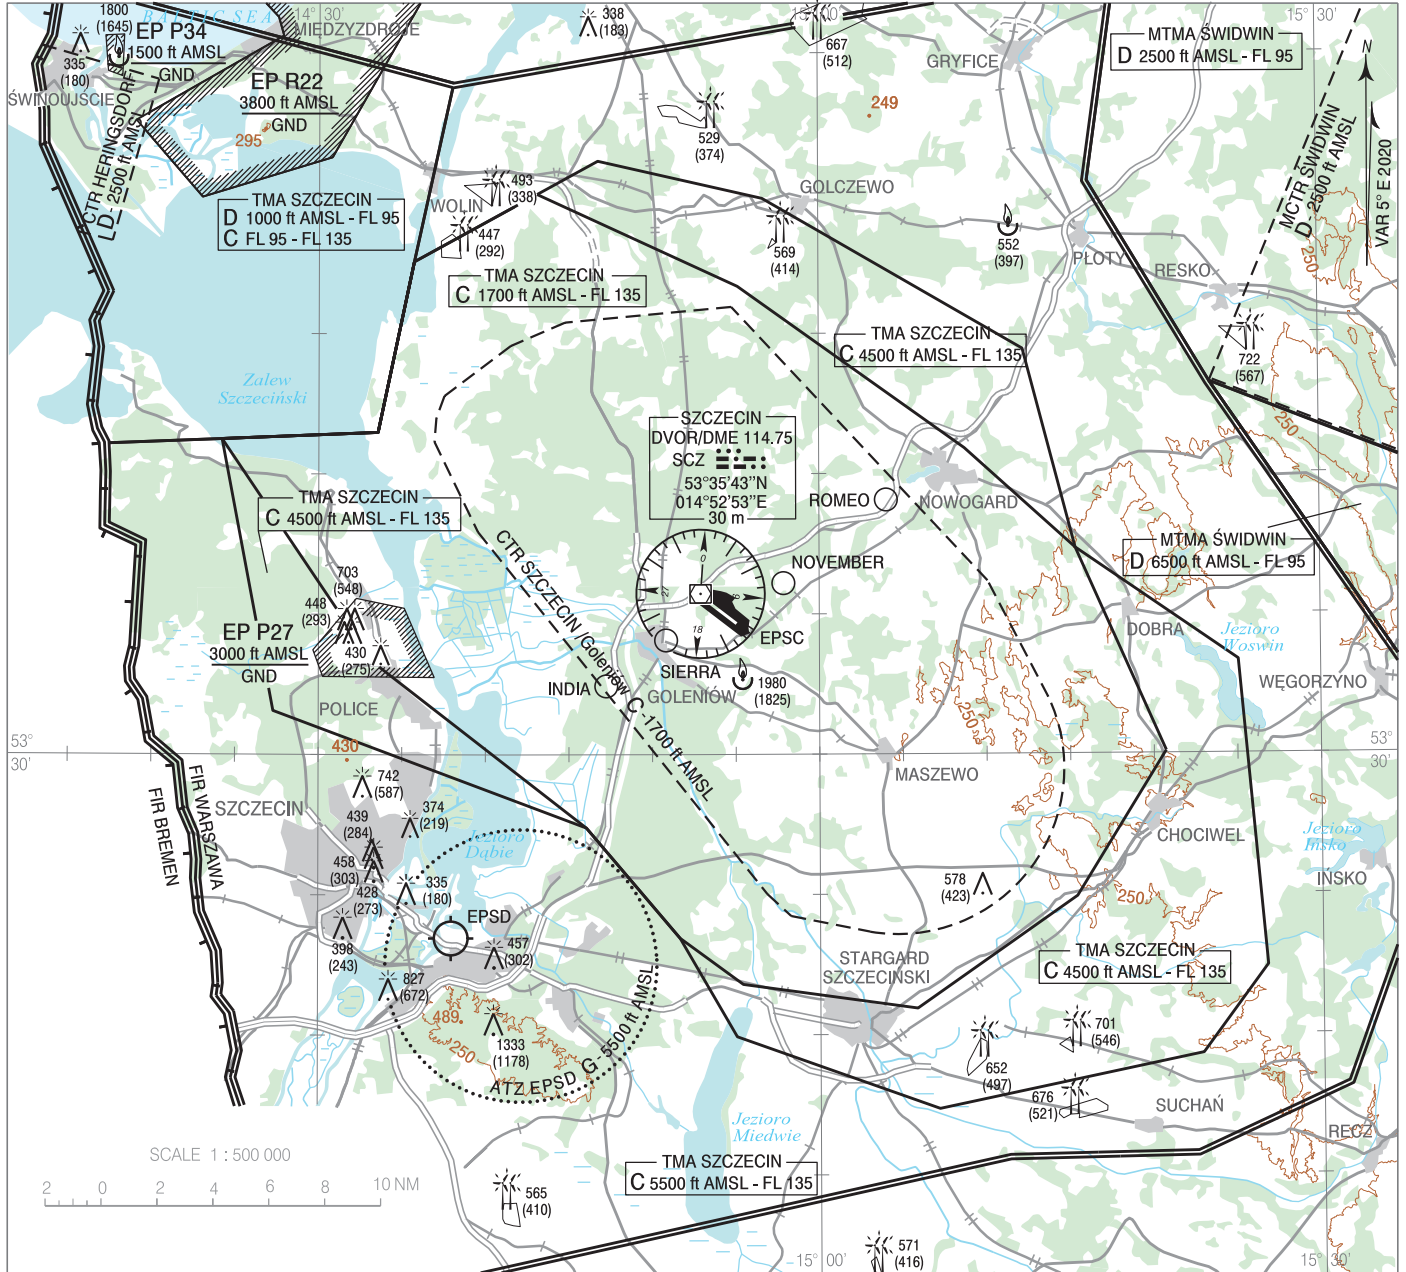 1800
(1645)
BALTIC SEA
14° 30'
MIEDZYZDROJE
338
(183)
15° 00'
667
(512)
15° 30'
EP P34
1500 ft AMSL
GND
335
(180)
ŚWINOUJŚCIE
EP R22
3800 ft AMSL
GND
295
GRYFICE
MTMA ŚWIDWIN
D 2500 ft AMSL - FL 95
N
VAR 5° E 2020
249
529
(374)
CTR HERINGSDORF
D - 2500 ft AMSL
TMA SZCZECIN
D 1000 ft AMSL - FL 95
C FL 95 - FL 135
WOLIN
493
(338)
447
(292)
GOLCZEWO
569
(414)
552
(397)
PŁOTY
RESKO
MCTR ŚWIDWIN
D - 2500 ft AMSL
250
TMA SZCZECIN
C 1700 ft AMSL - FL 135
TMA SZCZECIN
C 4500 ft AMSL - FL 135
722
(567)
Zalew
Szczeciński
250
SZCZECIN
DVOR/DME 114.75
SCZ
53°35'43"N
014°52'53"E
30 m
ROMEO
NOWOGARD
TMA SZCZECIN
C 4500 ft AMSL - FL 135
MTMA ŚWIDWIN
D 6500 ft AMSL - FL 95
CTR SZCZECIN /Goleniów C -1700 ft AMSL
NOVEMBER
0
9
18
27
EPSC
703
(548)
448
(293)
430
(275)
EP P27
3000 ft AMSL
GND
SIERRA
INDIA
GOLENIÓW
1980
(1825)
DOBRA
Jezioro
Woswin
WĘGORZYNO
POLICE
250
430
53°
30'
53°
30'
MASZEWO
FIR WARSZAWA
FIR BREMEN
SZCZECIN
742
(587)
439
(284)
374
(219)
458
(303)
428
(273)
Jezioro
Dąbie
CHOCIWEL
Jezioro
Ińsko
IŃSKO
335
(180)
578
(423)
250
EPSD
398
(243)
457
(302)
827
(672)
STARGARD
SZCZECIŃSKI
TMA SZCZECIN
C 4500 ft AMSL - FL 135
489
250
1333
(1178)
ATZ EPSD G -5500 ft AMSL
701
(546)
652
(497)
676
(521)
SUCHAŃ
RECZ
Jezioro
Miedwie
SCALE 1 : 500 000
2 0 2 4 6 8 10 NM
TMA SZCZECIN
C 5500 ft AMSL - FL 135
565
(410)
571
(416)
15° 00'
15° 30'